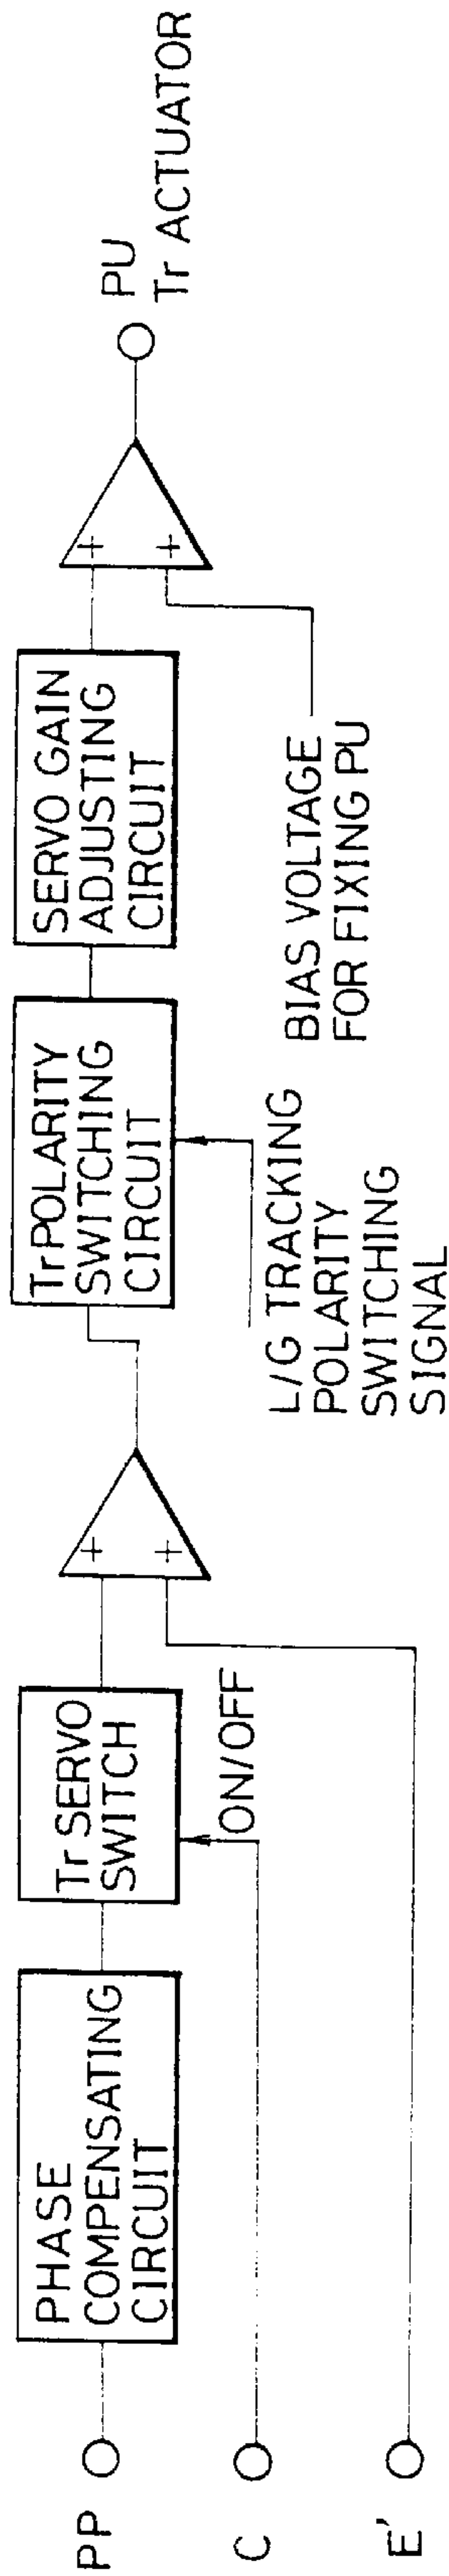 PP
C
E'
PHASE
COMPENSATING
CIRCUIT
Tr SERVO
SWITCH
ON/OFF
+
+
Tr POLARITY
SWITCHING
CIRCUIT
L/G TRACKING
POLARITY
SWITCHING
SIGNAL
SERVO GAIN
ADJUSTING
CIRCUIT
BIAS VOLTAGE
FOR FIXING PU
+
+
PU
Tr ACTUATOR